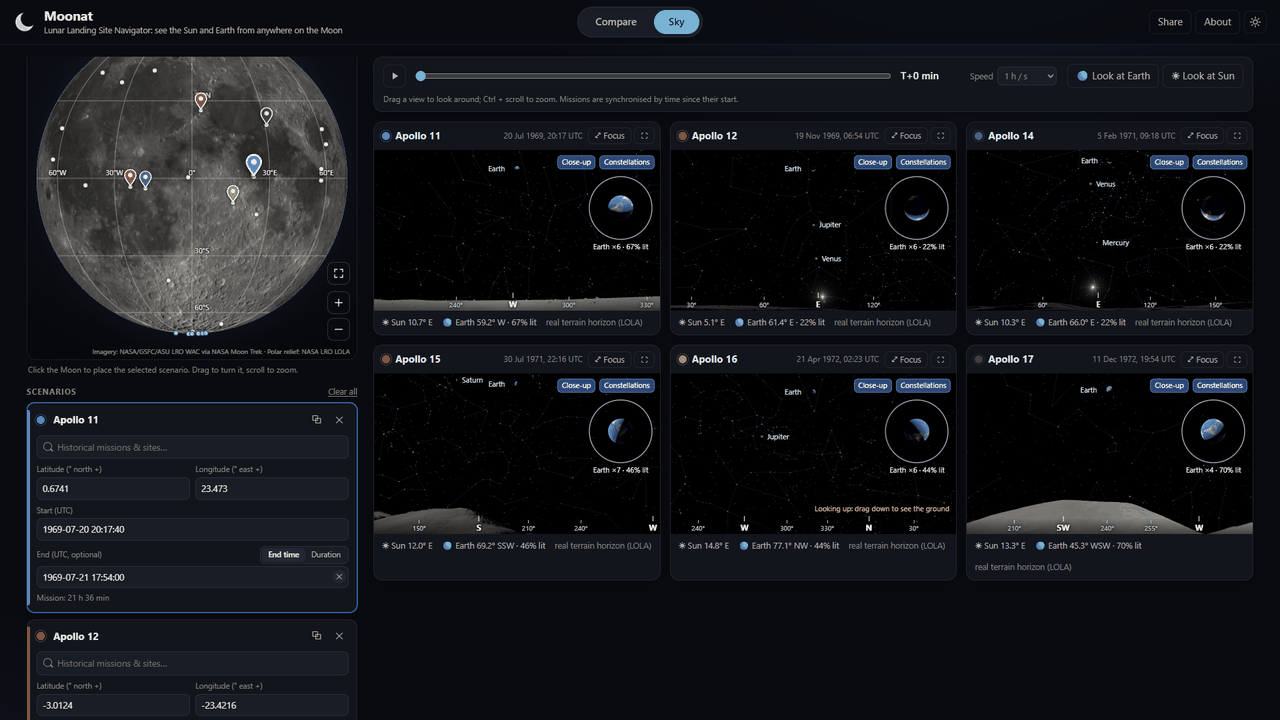 Moonat
Lunar Landing Site Navigator: see the Sun and Earth from anywhere on the Moon
Compare
Sky
Share
About
60°W
30°W
0°
30°E
60°E
30°S
60°S
Imagery: NASA/GSFC/ASU LRO WAC via NASA Moon Trek · Polar relief: NASA LRO LOLA
Click the Moon to place the selected scenario. Drag to turn it, scroll to zoom.
SCENARIOS
Clear all
Apollo 11
Historical missions & sites...
Latitude (° north +)
Longitude (° east +)
0.6741
23.473
Start (UTC)
1969-07-20 20:17:40
End (UTC, optional)
End time
Duration
1969-07-21 17:54:00
Mission: 21 h 36 min
Apollo 12
Historical missions & sites...
Latitude (° north +)
Longitude (° east +)
-3.0124
-23.4216
T+0 min
Speed
1 h / s
Look at Earth
Look at Sun
Drag a view to look around; Ctrl + scroll to zoom. Missions are synchronised by time since their start.
Apollo 11
20 Jul 1969, 20:17 UTC
Focus
Earth
Close-up
Constellations
Earth ×6 · 67% lit
240°
W
300°
330°
Sun 10.7° E
Earth 59.2° W · 67% lit
real terrain horizon (LOLA)
Apollo 12
19 Nov 1969, 06:54 UTC
Focus
Earth
Close-up
Constellations
Jupiter
Venus
Earth ×6 · 22% lit
30°
60°
E
120°
Sun 5.1° E
Earth 61.4° E · 22% lit
real terrain horizon (LOLA)
Apollo 14
5 Feb 1971, 09:18 UTC
Focus
Earth
Close-up
Constellations
Venus
Mercury
Earth ×6 · 22% lit
60°
E
120°
150°
Sun 10.3° E
Earth 66.0° E · 22% lit
real terrain horizon (LOLA)
Apollo 15
30 Jul 1971, 22:16 UTC
Focus
Saturn
Earth
Close-up
Constellations
Earth ×7 · 46% lit
150°
S
W
Sun 12.0° E
Earth 69.2° SSW · 46% lit
real terrain horizon (LOLA)
Apollo 16
21 Apr 1972, 02:23 UTC
Focus
Earth
Close-up
Constellations
Jupiter
Earth ×6 · 44% lit
Looking up: drag down to see the ground
240°
W
300°
330°
N
30°
Sun 14.8° E
Earth 77.1° NW · 44% lit
real terrain horizon (LOLA)
Apollo 17
11 Dec 1972, 19:54 UTC
Focus
Earth
Close-up
Constellations
Earth ×4 · 70% lit
210°
SW
240°
255°
W
Sun 13.3° E
Earth 45.3° WSW · 70% lit
real terrain horizon (LOLA)